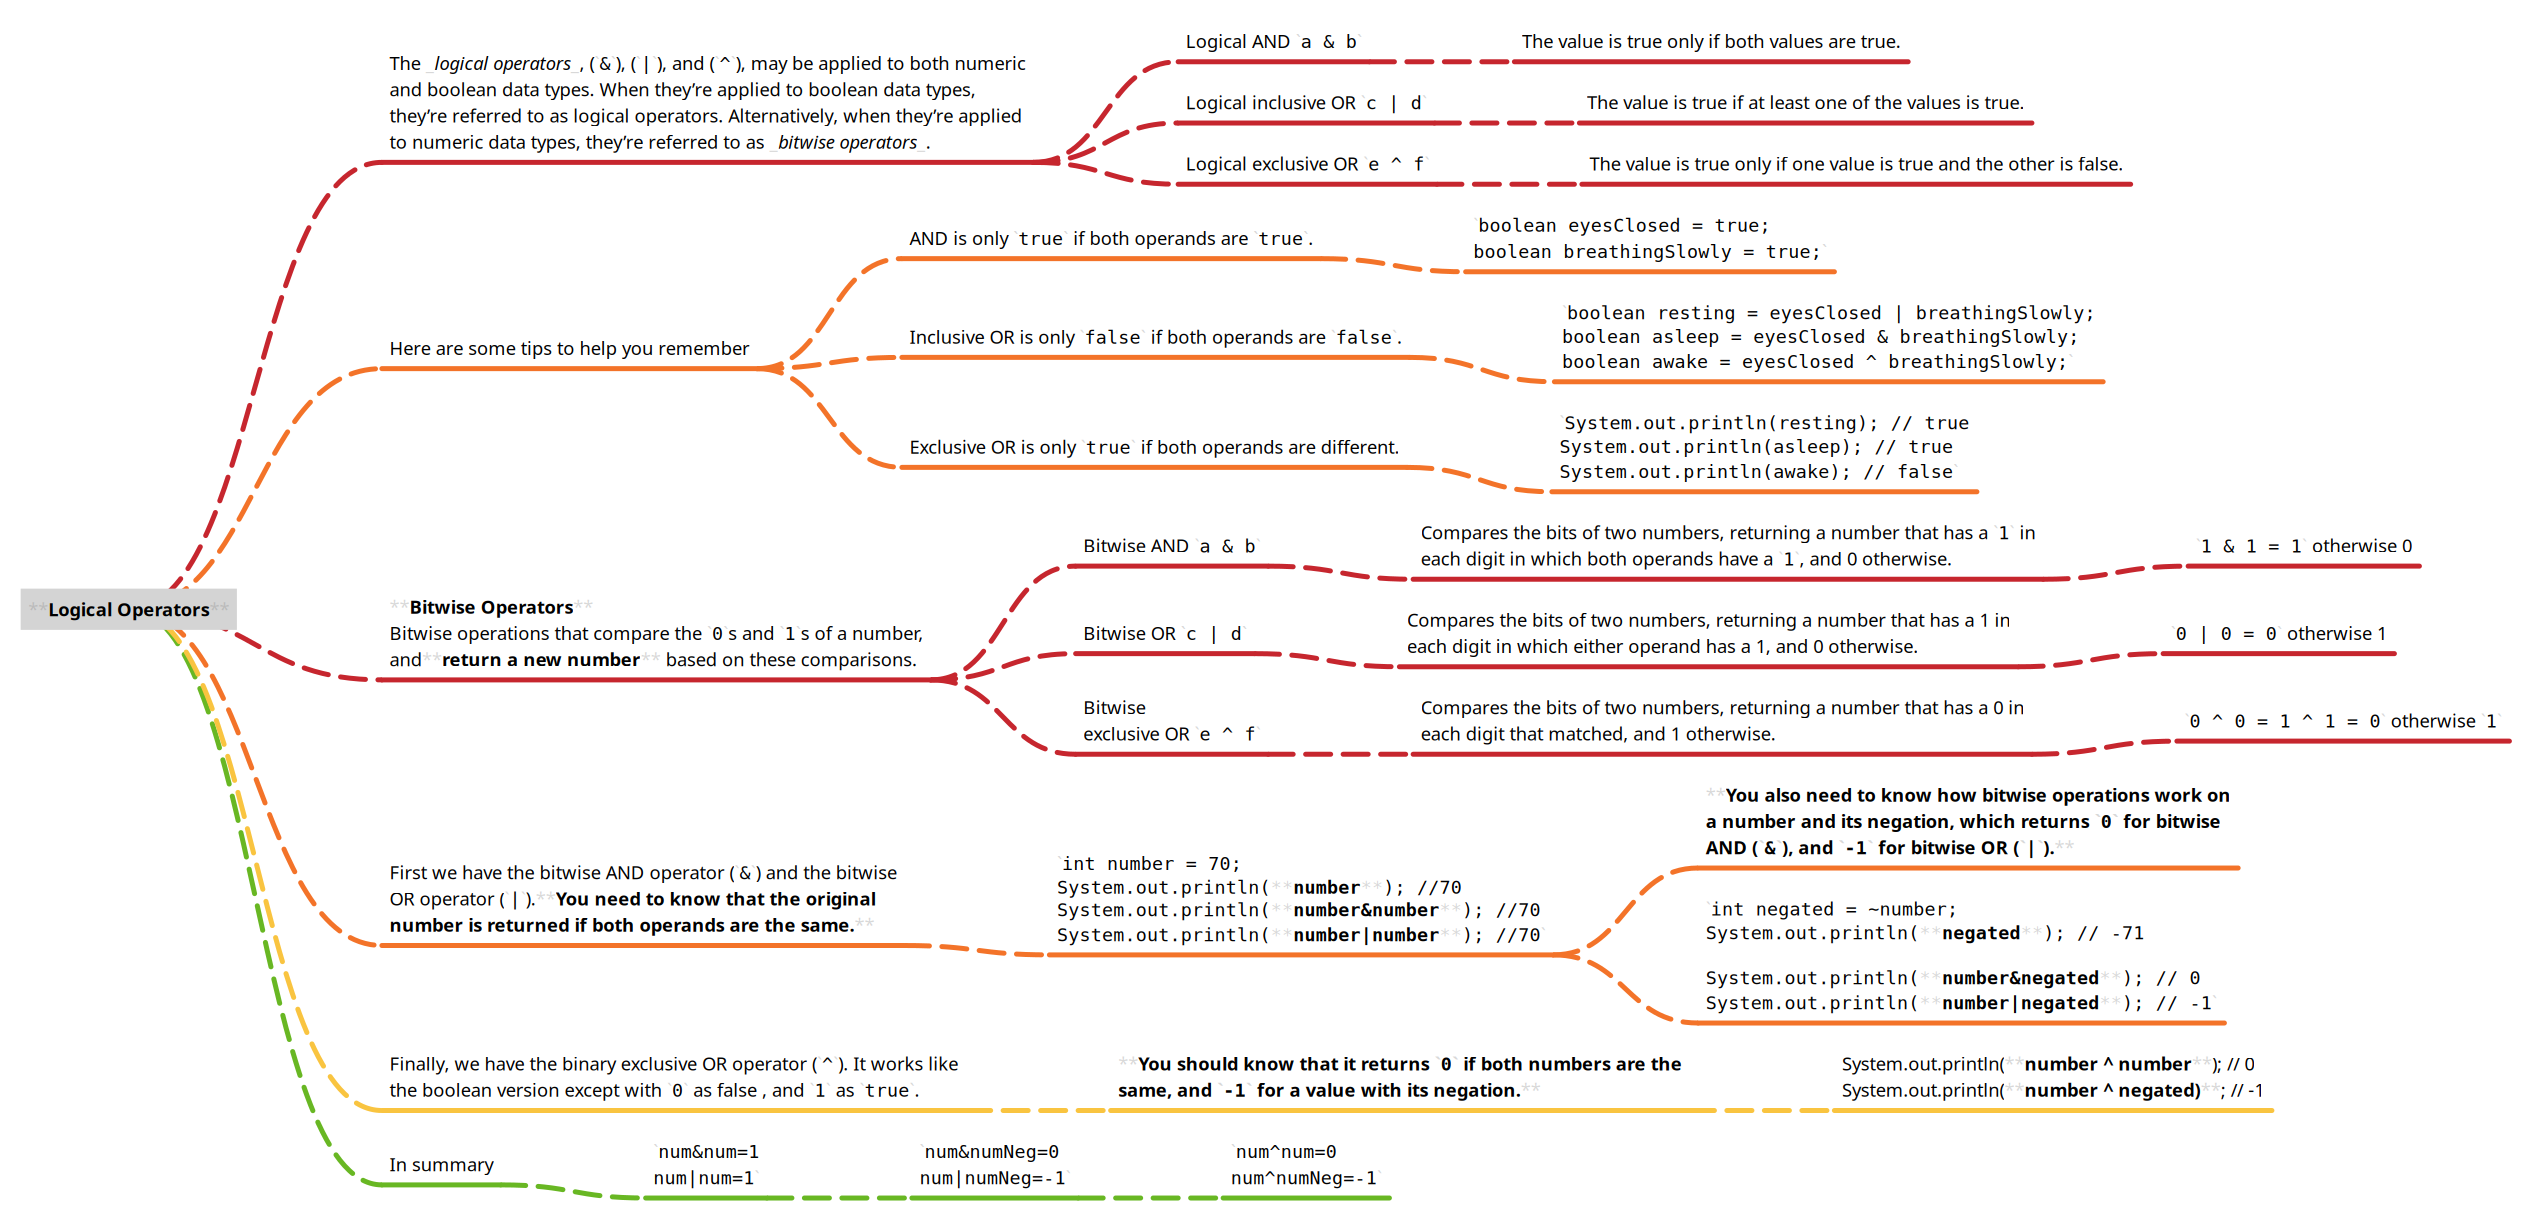 **Logical Operators**
The _logical operators_, (`&`), (`|`), and (`^`), may be applied to both numeric
and boolean data types. When they’re applied to boolean data types,
they’re referred to as logical operators. Alternatively, when they’re applied
to numeric data types, they’re referred to as _bitwise operators_.
Logical AND `a & b`
The value is true only if both values are true.
Logical inclusive OR `c | d`
The value is true if at least one of the values is true.
Logical exclusive OR `e ^ f`
The value is true only if one value is true and the other is false.
Here are some tips to help you remember
AND is only `true` if both operands are `true`.
`boolean eyesClosed = true;
boolean breathingSlowly = true;`
Inclusive OR is only `false` if both operands are `false`.
`boolean resting = eyesClosed | breathingSlowly;
boolean asleep = eyesClosed & breathingSlowly;
boolean awake = eyesClosed ^ breathingSlowly;`
Exclusive OR is only `true` if both operands are different.
`System.out.println(resting); // true
System.out.println(asleep); // true
System.out.println(awake); // false`
**Bitwise Operators**
Bitwise operations that compare the `0`s and `1`s of a number,
and**return a new number** based on these comparisons.
Bitwise AND `a & b`
Compares the bits of two numbers, returning a number that has a `1` in
each digit in which both operands have a `1`, and 0 otherwise.
`1 & 1 = 1` otherwise 0
Bitwise OR `c | d`
Compares the bits of two numbers, returning a number that has a 1 in
each digit in which either operand has a 1, and 0 otherwise.
`0 | 0 = 0` otherwise 1
Bitwise
exclusive OR `e ^ f`
Compares the bits of two numbers, returning a number that has a 0 in
each digit that matched, and 1 otherwise.
`0 ^ 0 = 1 ^ 1 = 0` otherwise `1`
First we have the bitwise AND operator (`&`) and the bitwise
OR operator (`|`).**You need to know that the original
number is returned if both operands are the same.**
`int number = 70;
System.out.println(**number**); //70
System.out.println(**number&number**); //70
System.out.println(**number|number**); //70`
**You also need to know how bitwise operations work on
a number and its negation, which returns `0` for bitwise
AND (`&`), and `-1` for bitwise OR (`|`).**
`int negated = ~number;
System.out.println(**negated**); // -71
System.out.println(**number&negated**); // 0
System.out.println(**number|negated**); // -1`
Finally, we have the binary exclusive OR operator (`^`). It works like
the boolean version except with `0` as false , and `1` as `true`.
**You should know that it returns `0` if both numbers are the
same, and `-1` for a value with its negation.**
System.out.println(**number ^ number**); // 0
System.out.println(**number ^ negated)**; // -1
In summary
`num&num=1
num|num=1`
`num&numNeg=0
num|numNeg=-1`
`num^num=0
num^numNeg=-1`